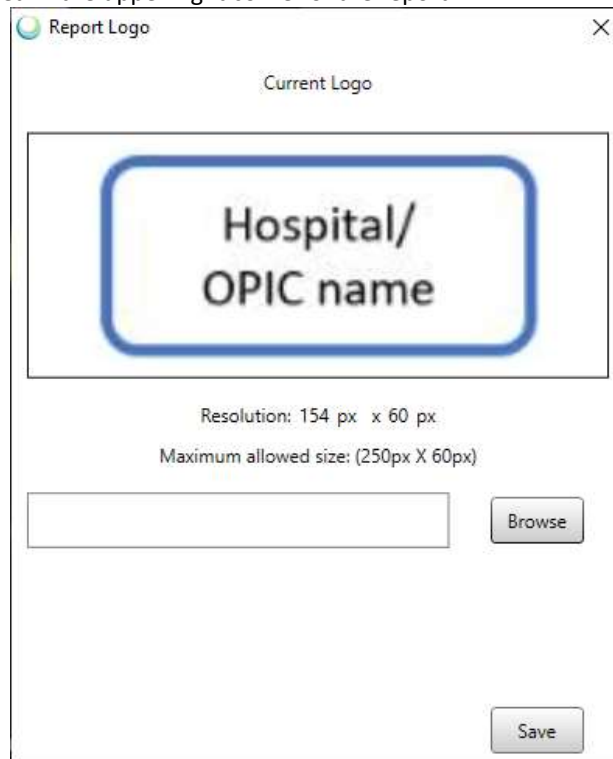 Report Logo
Current Logo
Hospital/
OPIC name
Resolution: 154 px x 60 px
Maximum allowed size: (250px X 60px)
Browse
Save